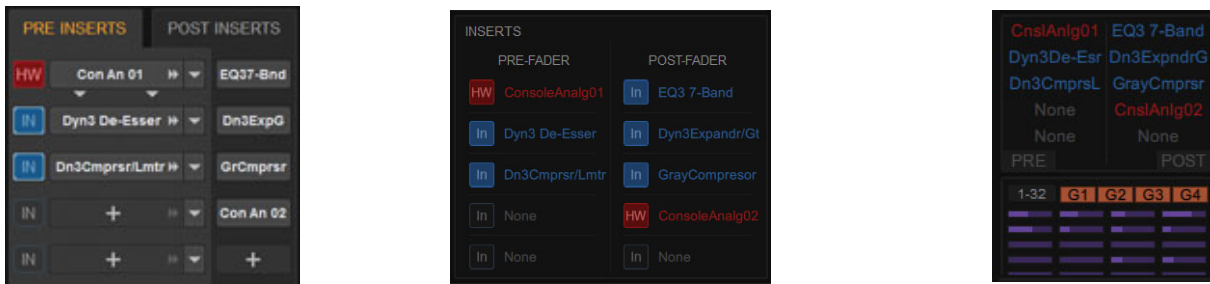 PRE INSERTS POST INSERTS
HW Con An 01 EQ37-Bnd
IN Dyn3 De-Esser Dn3ExpG
IN Dn3Cmprsr/Lmtr GrCmprsr
IN + Con An 02
IN + +
INSERTS
PRE-FADER POST-FADER
HW ConsoleAnalg01 In EQ3 7-Band
In Dyn3 De-Esser In Dyn3Expandr/Gt
In Dn3Cmprsr/Lmtr In GrayCompresor
In None HW ConsoleAnalg02
In None In None
CnslAnlg01 EQ3 7-Band
Dyn3De-Esr Dn3ExpndrG
Dn3CmprsL GrayCmprsr
None CnslAnlg02
None None
PRE POST
1-32 G1 G2 G3 G4